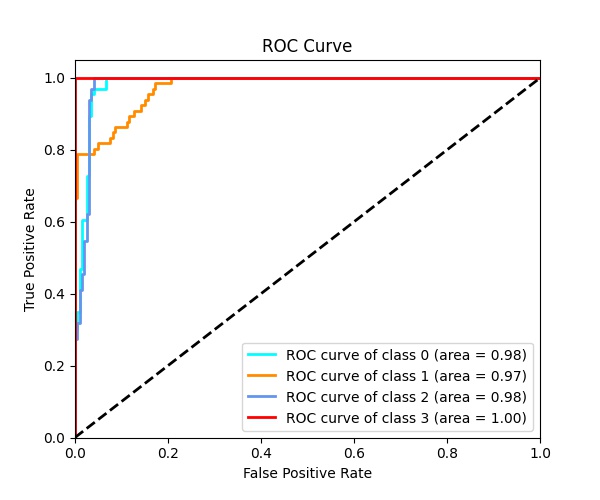 ROC Curve
True Positive Rate
1.0
0.8
0.6
0.4
0.2
0.0
0.0 0.2 0.4 0.6 0.8 1.0
False Positive Rate
ROC curve of class 0 (area = 0.98)
ROC curve of class 1 (area = 0.97)
ROC curve of class 2 (area = 0.98)
ROC curve of class 3 (area = 1.00)